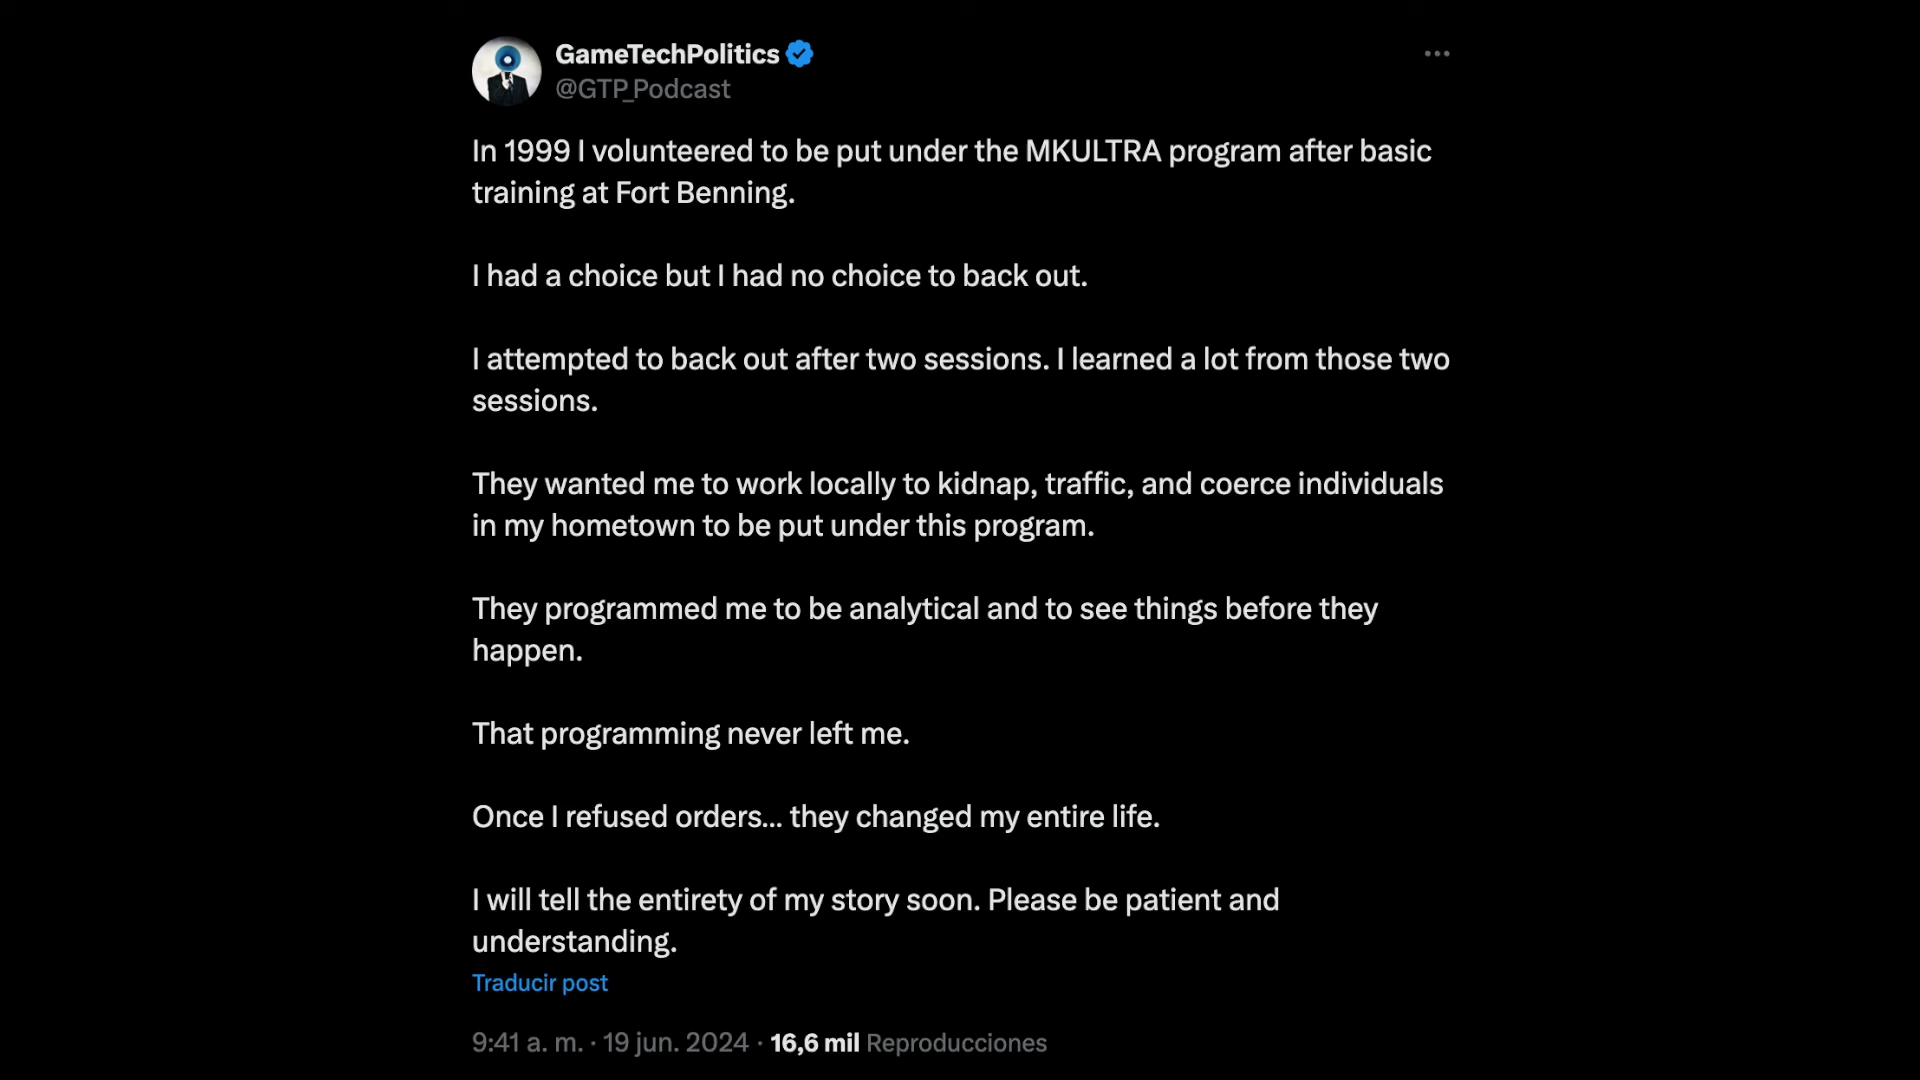 GameTechPolitics
@GTP_Podcast
In 1999 I volunteered to be put under the MKULTRA program after basic
training at Fort Benning.
I had a choice but I had no choice to back out.
I attempted to back out after two sessions. I learned a lot from those two
sessions.
They wanted me to work locally to kidnap, traffic, and coerce individuals
in my hometown to be put under this program.
They programmed me to be analytical and to see things before they
happen.
That programming never left me.
Once I refused orders... they changed my entire life.
I will tell the entirety of my story soon. Please be patient and
understanding.
Traducir post
9:41 a. m. · 19 jun. 2024 · 16,6 mil Reproducciones